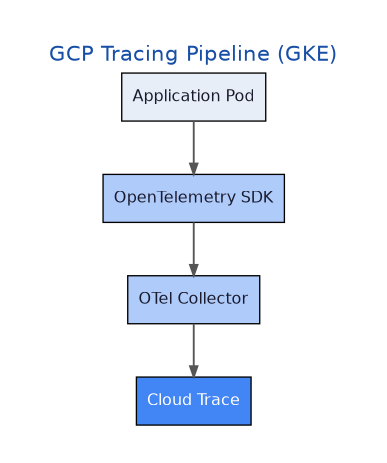 GCP Tracing Pipeline (GKE)
Application Pod
OpenTelemetry SDK
OTel Collector
Cloud Trace